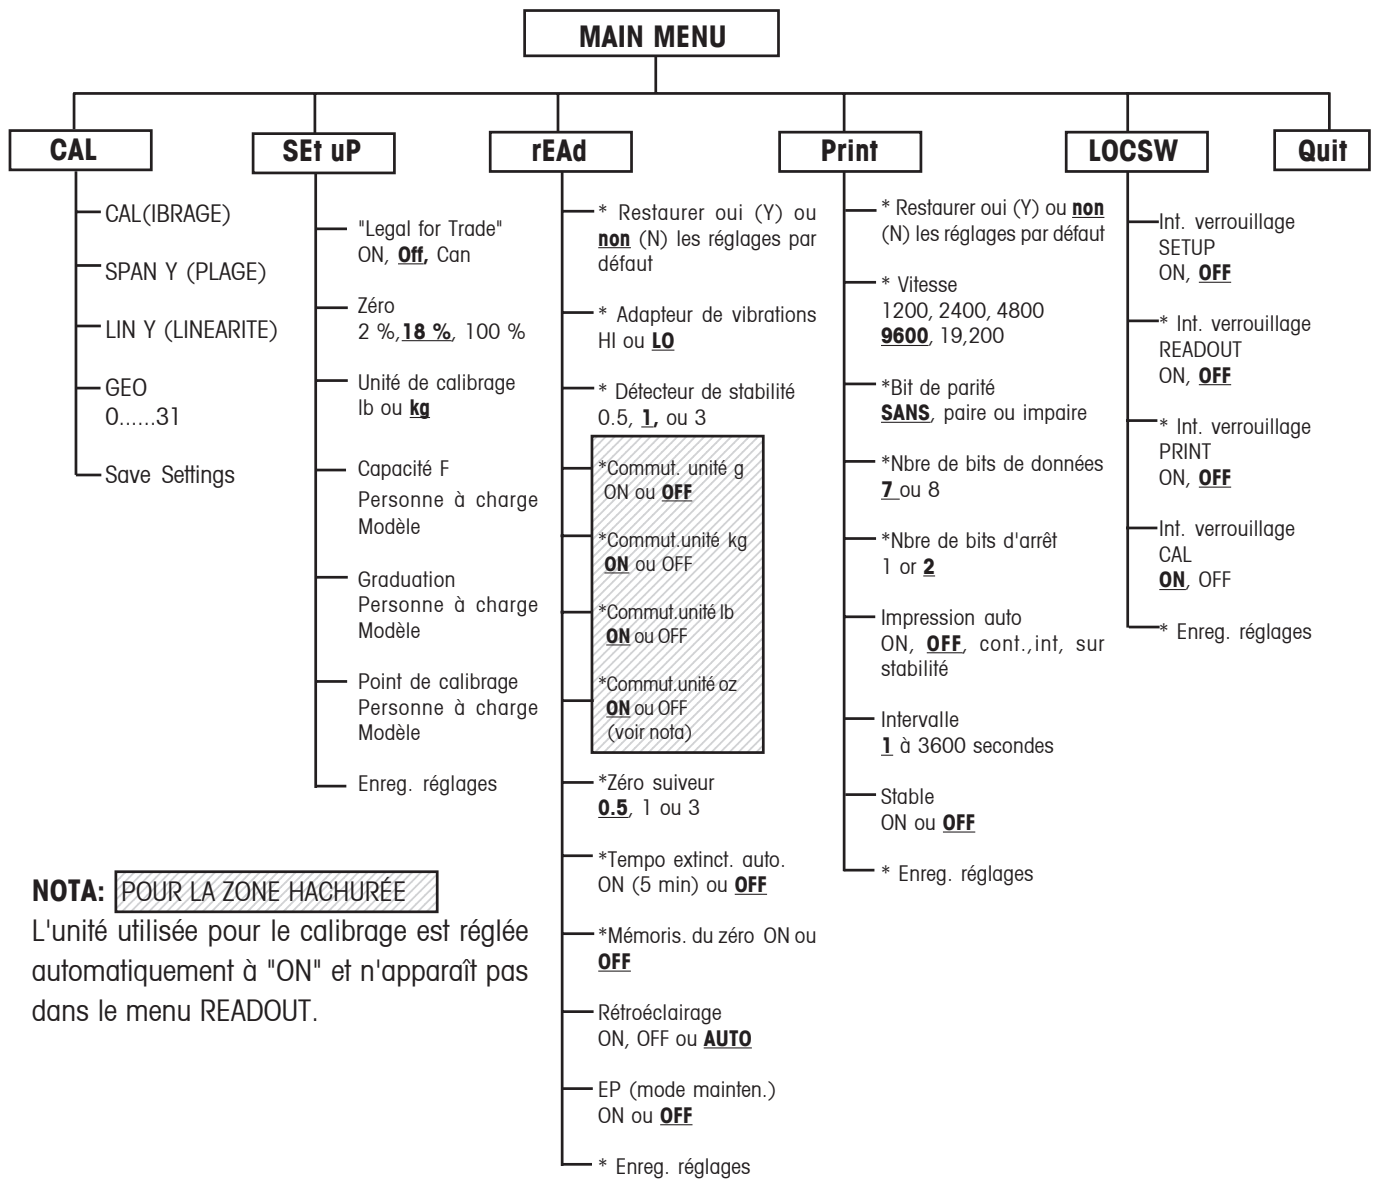 MAIN MENU
CAL
CAL(IBRAGE)
SPAN Y (PLAGE)
LIN Y (LINEARITE)
GEO
0......31
Save Settings
SEt uP
"Legal for Trade"
ON, Off, Can
Zéro
2 %, 18 %, 100 %
Unité de calibrage
lb ou kg
Capacité F
Personne à charge
Modèle
Graduation
Personne à charge
Modèle
Point de calibrage
Personne à charge
Modèle
Enreg. réglages
rEAd
* Restaurer oui (Y) ou
non (N) les réglages par
défaut
* Adapteur de vibrations
HI ou LO
* Détecteur de stabilité
0.5, 1, ou 3
*Commut. unité g
ON ou OFF
*Commut.unité kg
ON ou OFF
*Commut.unité lb
ON ou OFF
*Commut.unité oz
ON ou OFF
(voir nota)
*Zéro suiveur
0.5, 1 ou 3
*Tempo extinct. auto.
ON (5 min) ou OFF
*Mémoris. du zéro ON ou
OFF
Rétroéclairage
ON, OFF ou AUTO
EP (mode mainten.)
ON ou OFF
* Enreg. réglages
Print
* Restaurer oui (Y) ou non
(N) les réglages par défaut
* Vitesse
1200, 2400, 4800
9600, 19,200
*Bit de parité
SANS, paire ou impaire
*Nbre de bits de données
7 ou 8
*Nbre de bits d'arrêt
1 or 2
Impression auto
ON, OFF, cont.,int, sur
stabilité
Intervalle
1 à 3600 secondes
Stable
ON ou OFF
* Enreg. réglages
LOCSW
Int. verrouillage
SETUP
ON, OFF
* Int. verrouillage
READOUT
ON, OFF
* Int. verrouillage
PRINT
ON, OFF
Int. verrouillage
CAL
ON, OFF
* Enreg. réglages
Quit
NOTA: POUR LA ZONE HACHURÉE
L'unité utilisée pour le calibrage est réglée
automatiquement à "ON" et n'apparaît pas
dans le menu READOUT.